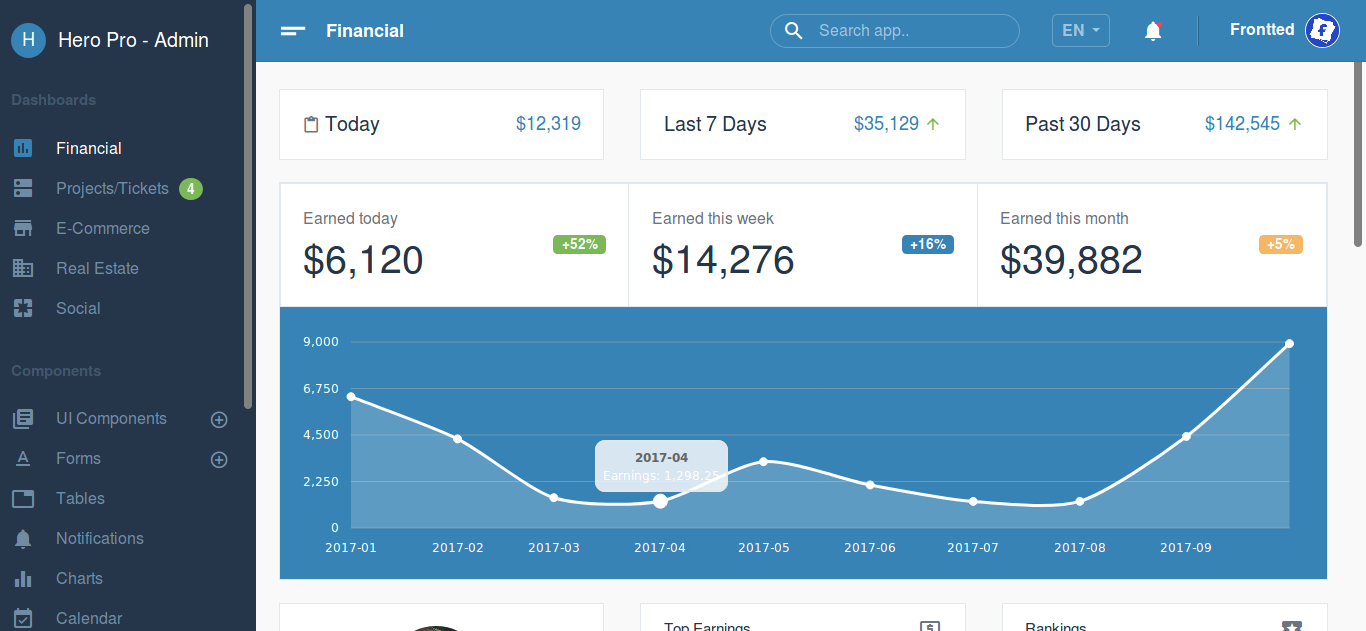 H Hero Pro - Admin
Dashboards
Financial
Projects/Tickets 4
E-Commerce
Real Estate
Social
Components
UI Components
Forms
Tables
Notifications
Charts
Calendar
Financial
Search app..
EN
Frontted
Today $12,319
Last 7 Days $35,129
Past 30 Days $142,545
Earned today
$6,120
+52%
Earned this week
$14,276
+16%
Earned this month
$39,882
+5%
9,000
6,750
4,500
2,250
0
2017-04
Earnings: 1,298.25
2017-01 2017-02 2017-03 2017-04 2017-05 2017-06 2017-07 2017-08 2017-09
Top Earnings
Rankings